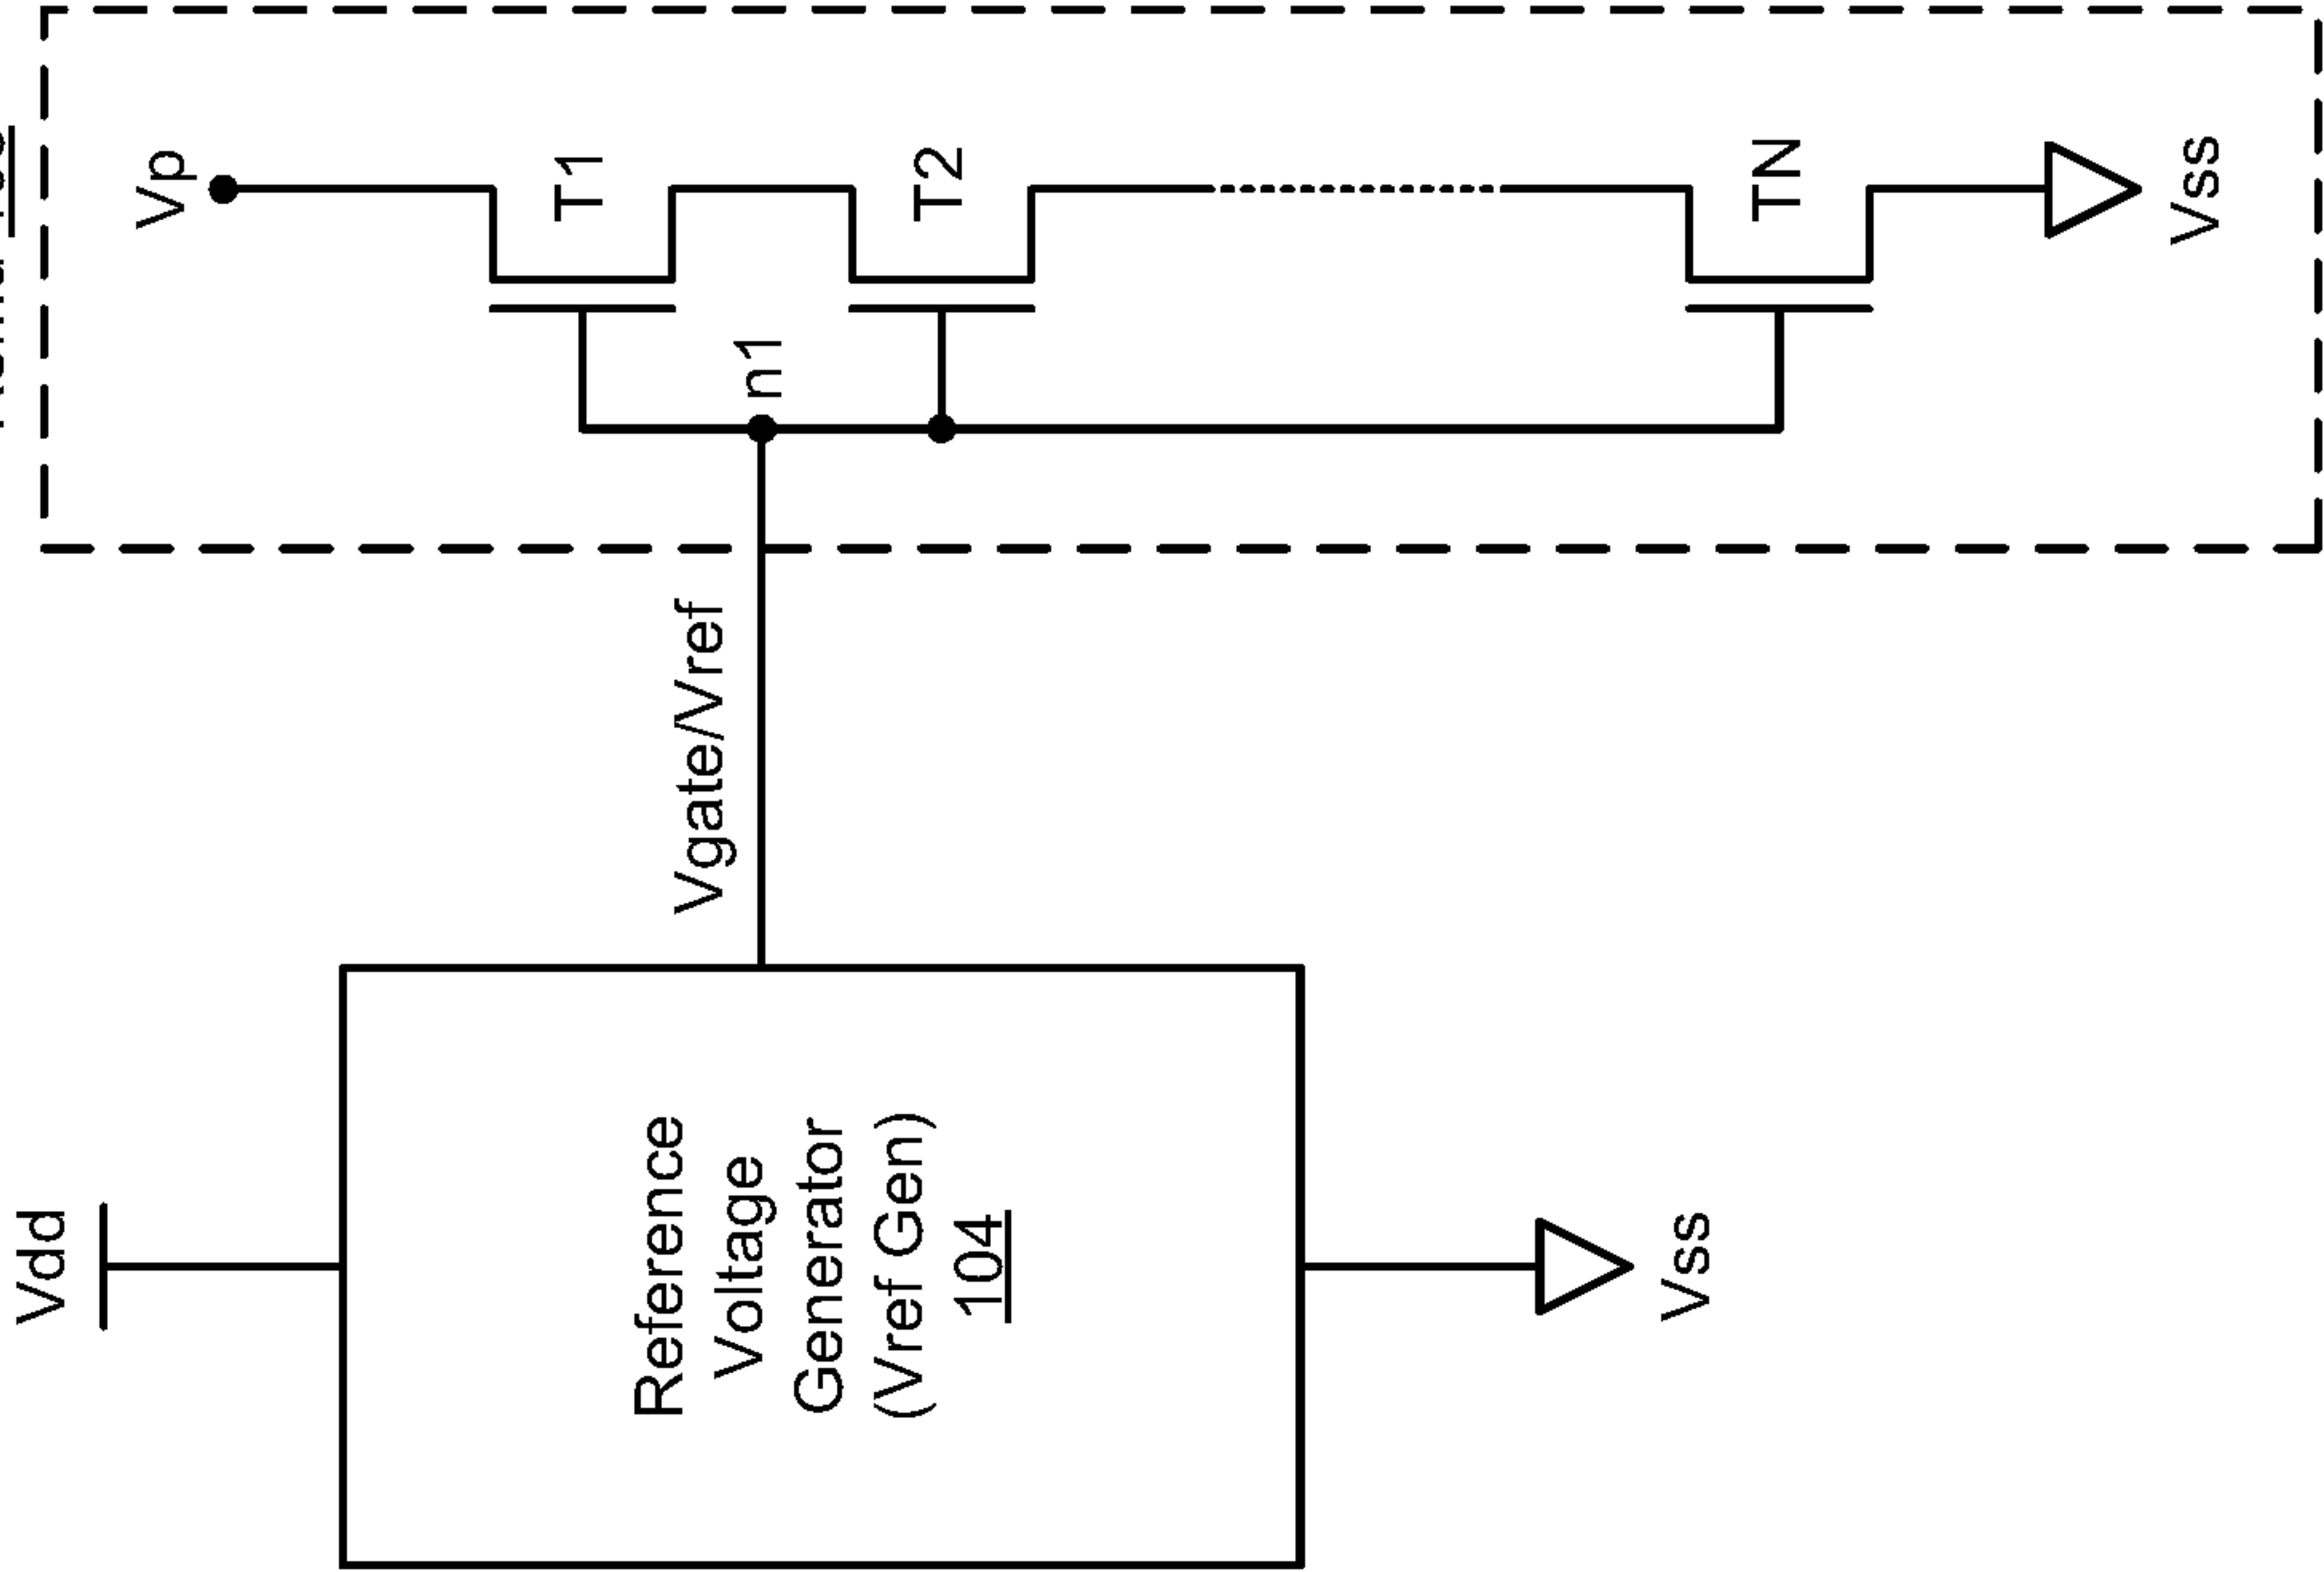 Vdd
Reference
Voltage
Generator
(Vref Gen)
104
Vss
Vgate/Vref
n1
Vp
T1
T2
TN
Vss